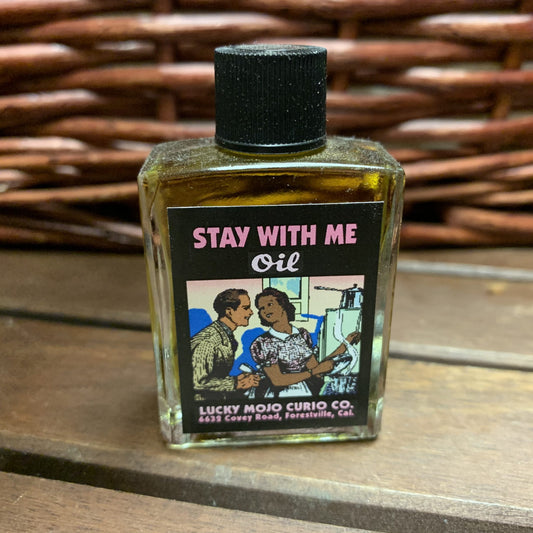 STAY WITH ME
Oil
LUCKY MOJO CURIO CO.
6632 Covey Road, Forestville, Cal.